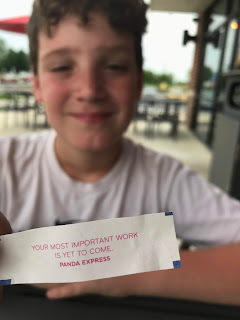 YOUR MOST IMPORTANT WORK
IS YET TO COME.
PANDA EXPRESS